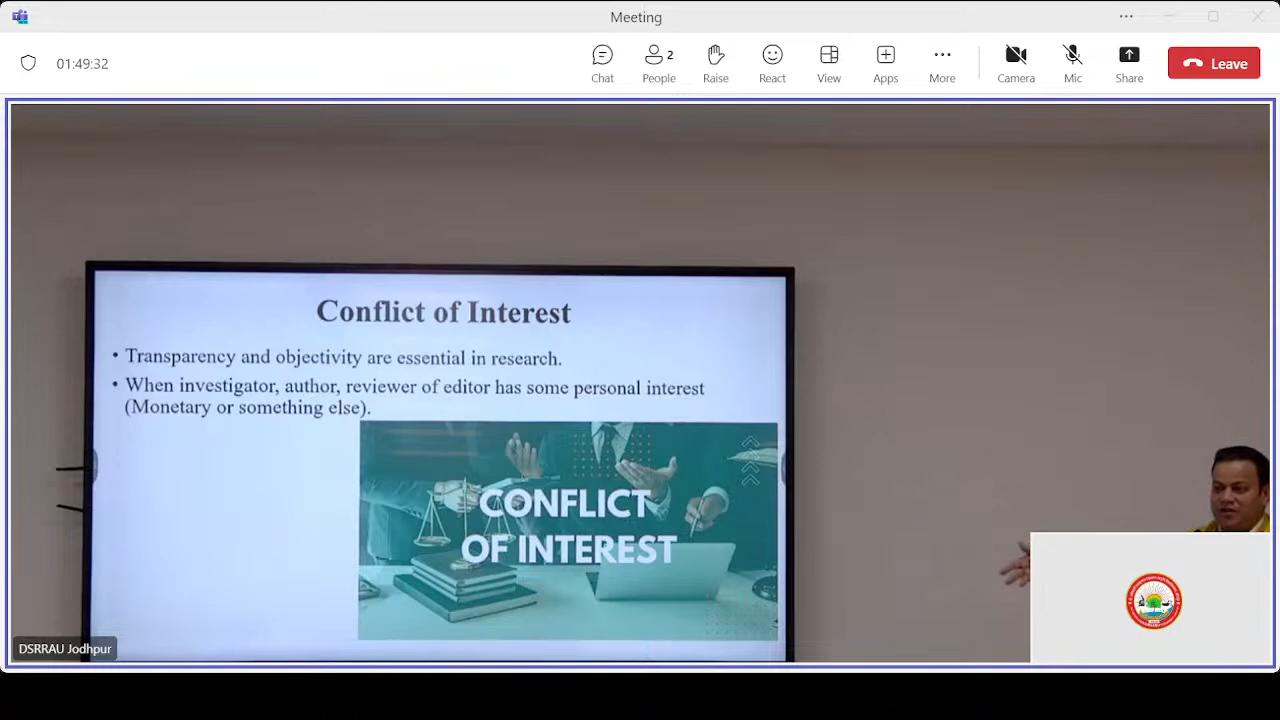 Meeting
01:49:32
2
Chat
People
Raise
React
View
Apps
More
Camera
Mic
Share
Leave
Conflict of Interest
• Transparency and objectivity are essential in research.
• When investigator, author, reviewer of editor has some personal interest
(Monetary or something else).
CONFLICT
OF INTEREST
DSRRAU Jodhpur